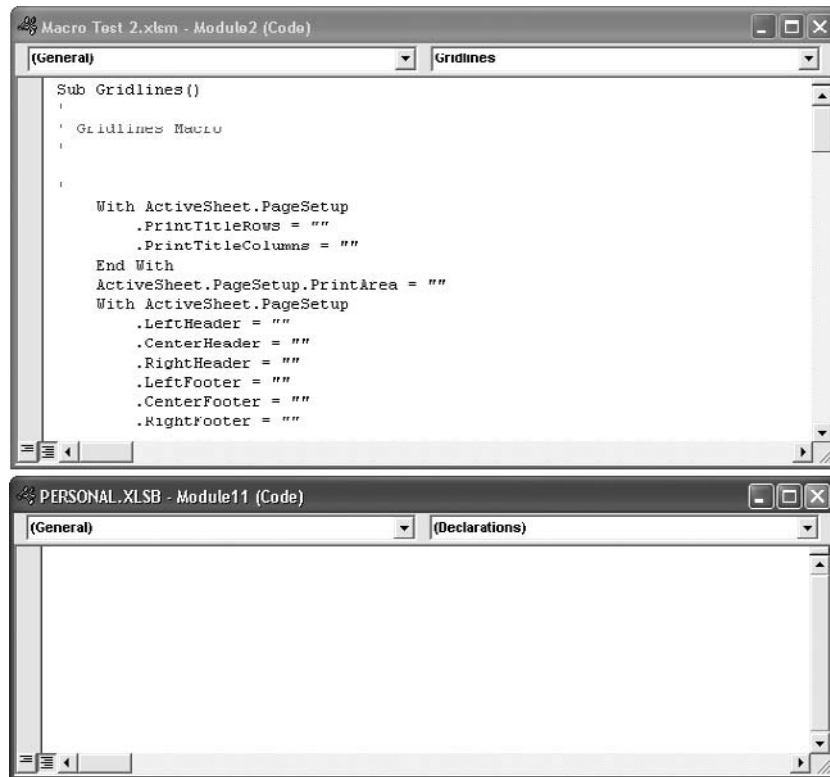 Macro Test 2.xlsm - Module2 (Code)
(General) Gridlines
Sub Gridlines()
'
' Gridlines Macro
'
'
With ActiveSheet.PageSetup
.PrintTitleRows = ""
.PrintTitleColumns = ""
End With
ActiveSheet.PageSetup.PrintArea = ""
With ActiveSheet.PageSetup
.LeftHeader = ""
.CenterHeader = ""
.RightHeader = ""
.LeftFooter = ""
.CenterFooter = ""
.RightFooter = ""
PERSONAL.XLSB - Module11 (Code)
(General) (Declarations)